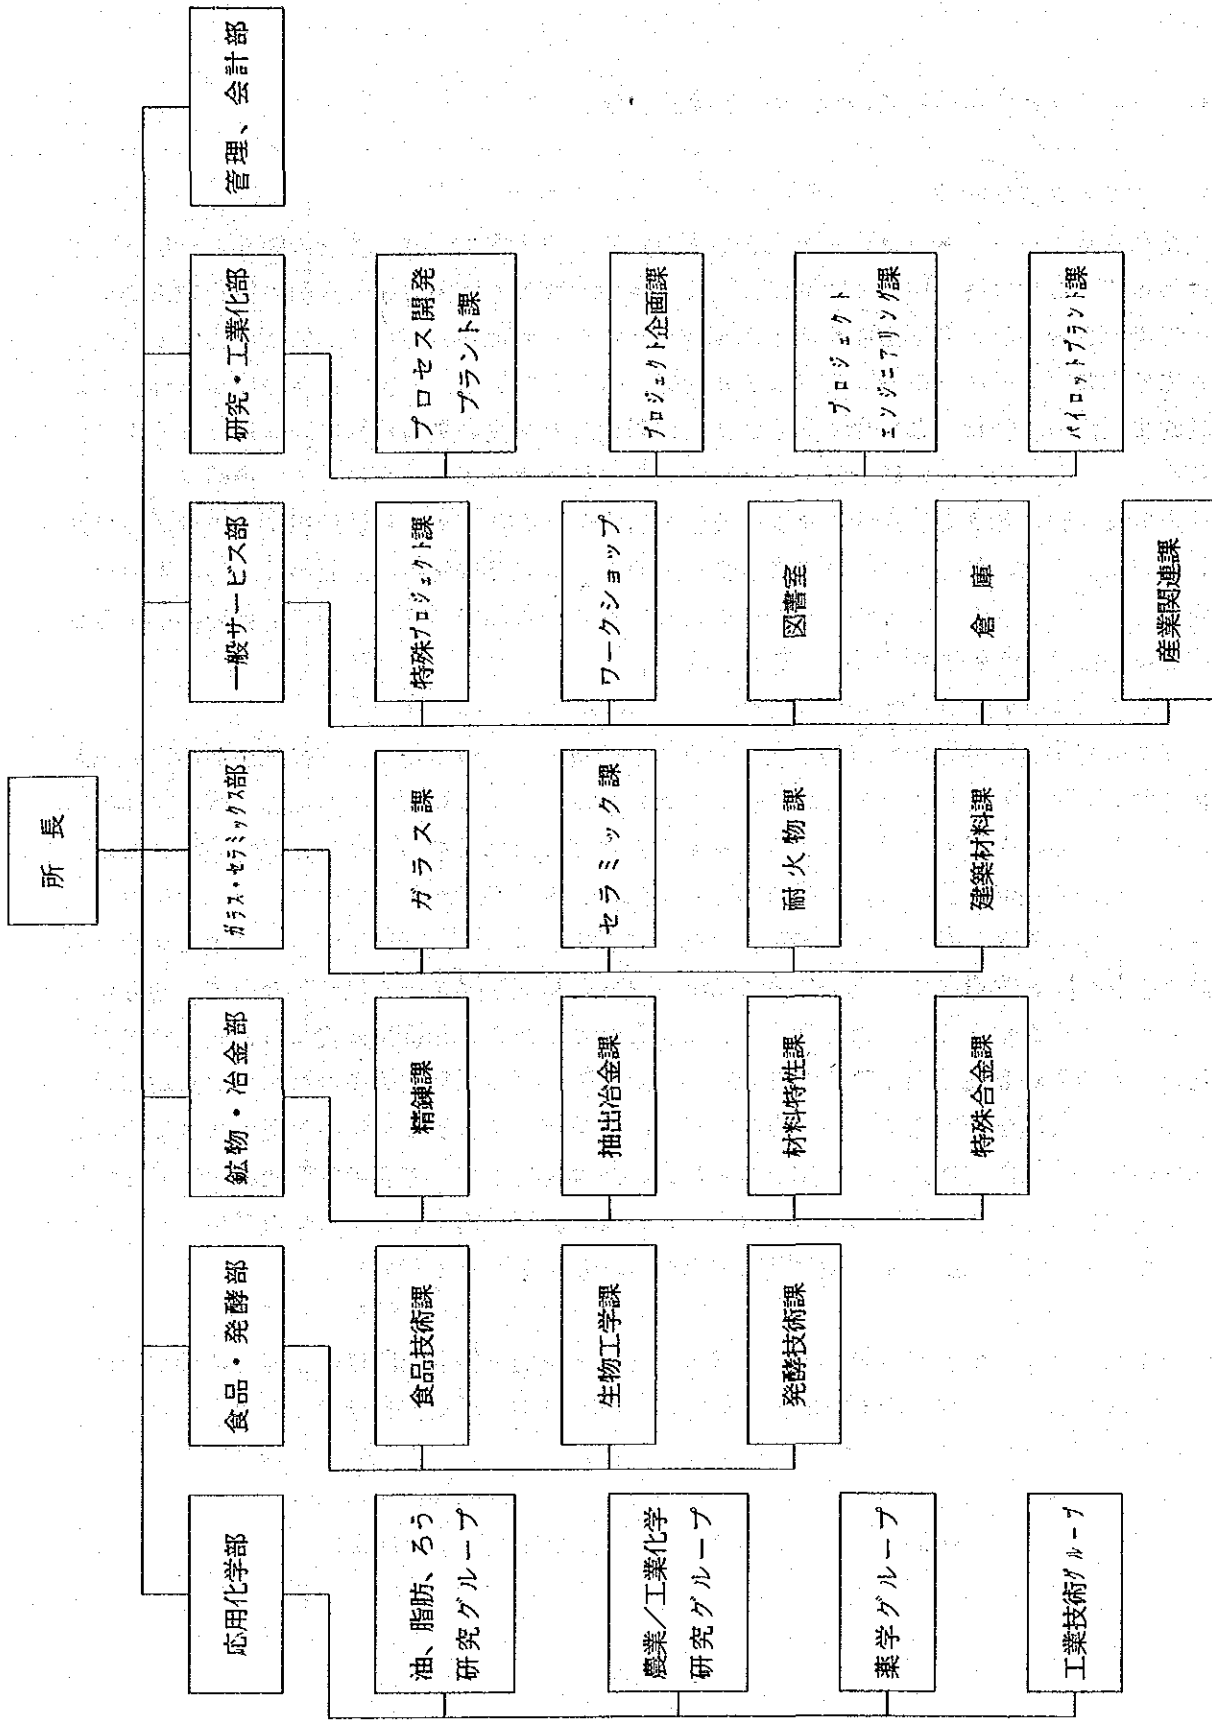 所長
応用化学部
油、脂肪、ろう
研究グループ
農業／工業化学
研究グループ
薬学グループ
工業技術グループ
食品・発酵部
食品技術課
生物工学課
発酵技術課
鉱物・冶金部
精錬課
抽出冶金課
材料特性課
特殊合金課
ガラス・セラミックス部
ガラス課
セラミック課
耐火物課
建築材料課
一般サービス部
特殊プロジェクト課
ワークショップ
図書室
倉庫
産業関連課
研究・工業化部
プロセス開発
プラント課
プロジェクト企画課
プロジェクト
エンジニアリング課
パイロットプラント課
管理、会計部